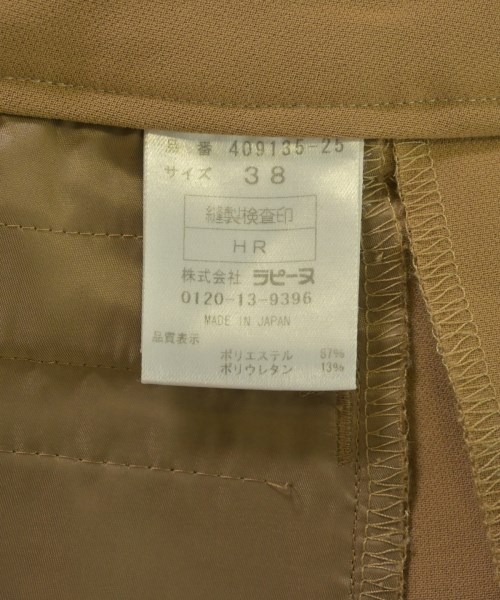 品 番 409135-25
サイズ 38
縫製検査印
HR
株式会社 ラピーヌ
0120-13-9396
MADE IN JAPAN
品質表示
ポリエステル 87%
ポリウレタン 13%